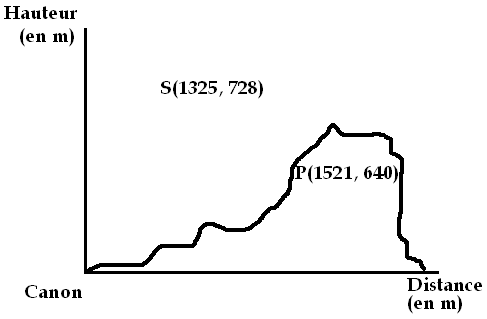 Hauteur
(en m)
S(1325, 728)
P(1521, 640)
Canon
Distance
(en m)